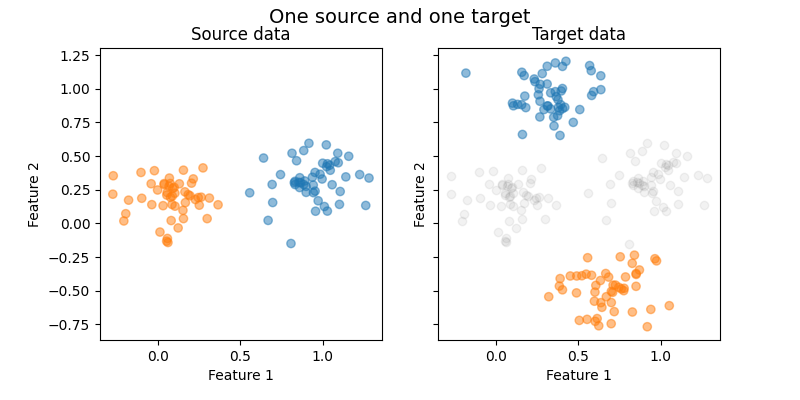 One source and one target
Source data
Target data
1.25
1.00
0.75
0.50
0.25
0.00
−0.25
−0.50
−0.75
Feature 2
Feature 2
0.0 0.5 1.0
0.0 0.5 1.0
Feature 1
Feature 1